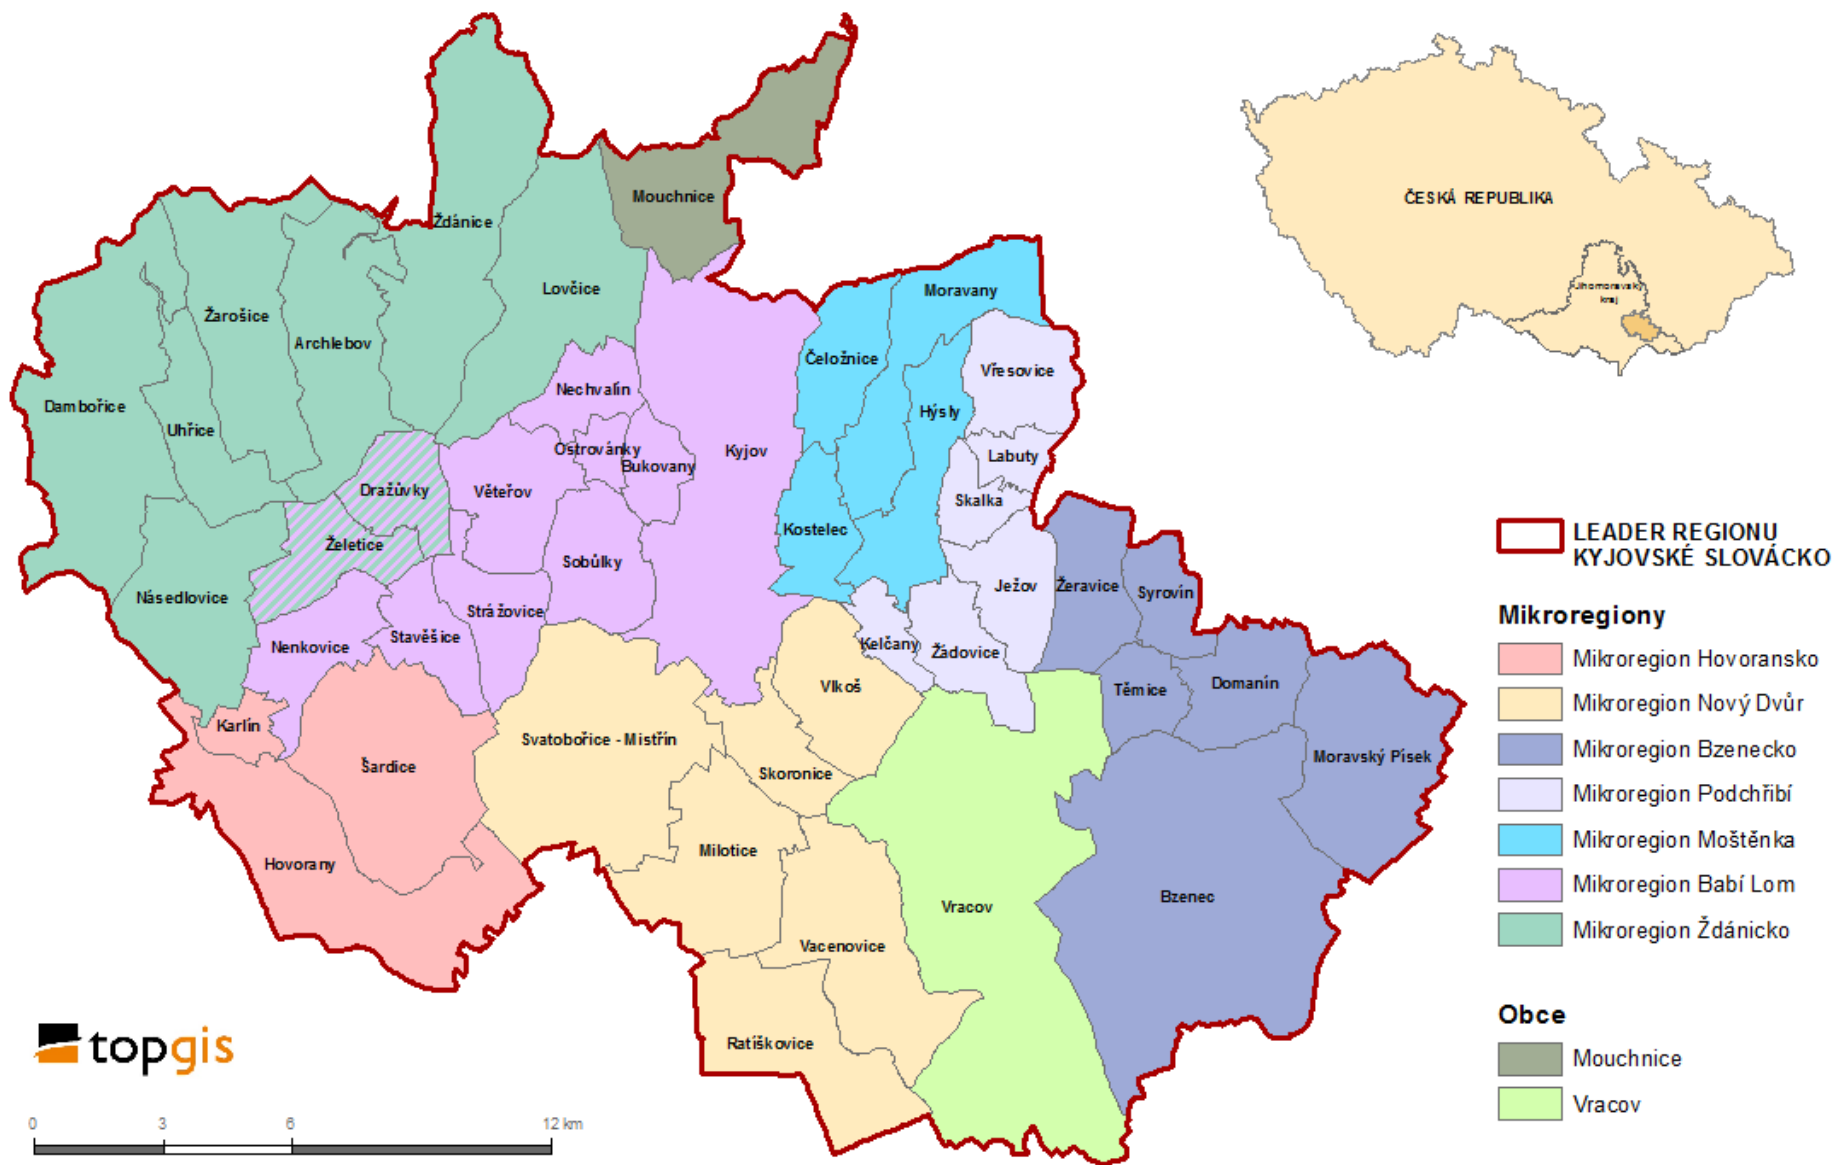 Mouchnice
Ždánice
Lovčice
Moravany
Žarošice
Archlebov
Čeložnice
Vřesovice
Nechvalín
Dambořice
Hýsly
Uhřice
Ostrovánky
Kyjov
Bukovany
Labuty
Dražůvky
Věteřov
Skalka
Kostelec
Želetice
Sobůlky
Ježov
Žeravice
Syrovín
Násedlovice
Strážovice
Stavěšice
Nenkovice
Kelčany
Žádovice
Vlkoš
Těmice
Domanín
Karlín
Svatobořice - Mistřín
Šardice
Skoronice
Moravský Písek
Milotice
Hovorany
Bzenec
Vracov
Vacenovice
Ratíškovice
ČESKÁ REPUBLIKA
Jihomoravský
kraj
LEADER REGIONU
KYJOVSKÉ SLOVÁCKO
Mikroregiony
Mikroregion Hovoransko
Mikroregion Nový Dvůr
Mikroregion Bzenecko
Mikroregion Podchřibí
Mikroregion Moštěnka
Mikroregion Babí Lom
Mikroregion Ždánicko
Obce
Mouchnice
Vracov
topgis
0 3 6 12 km